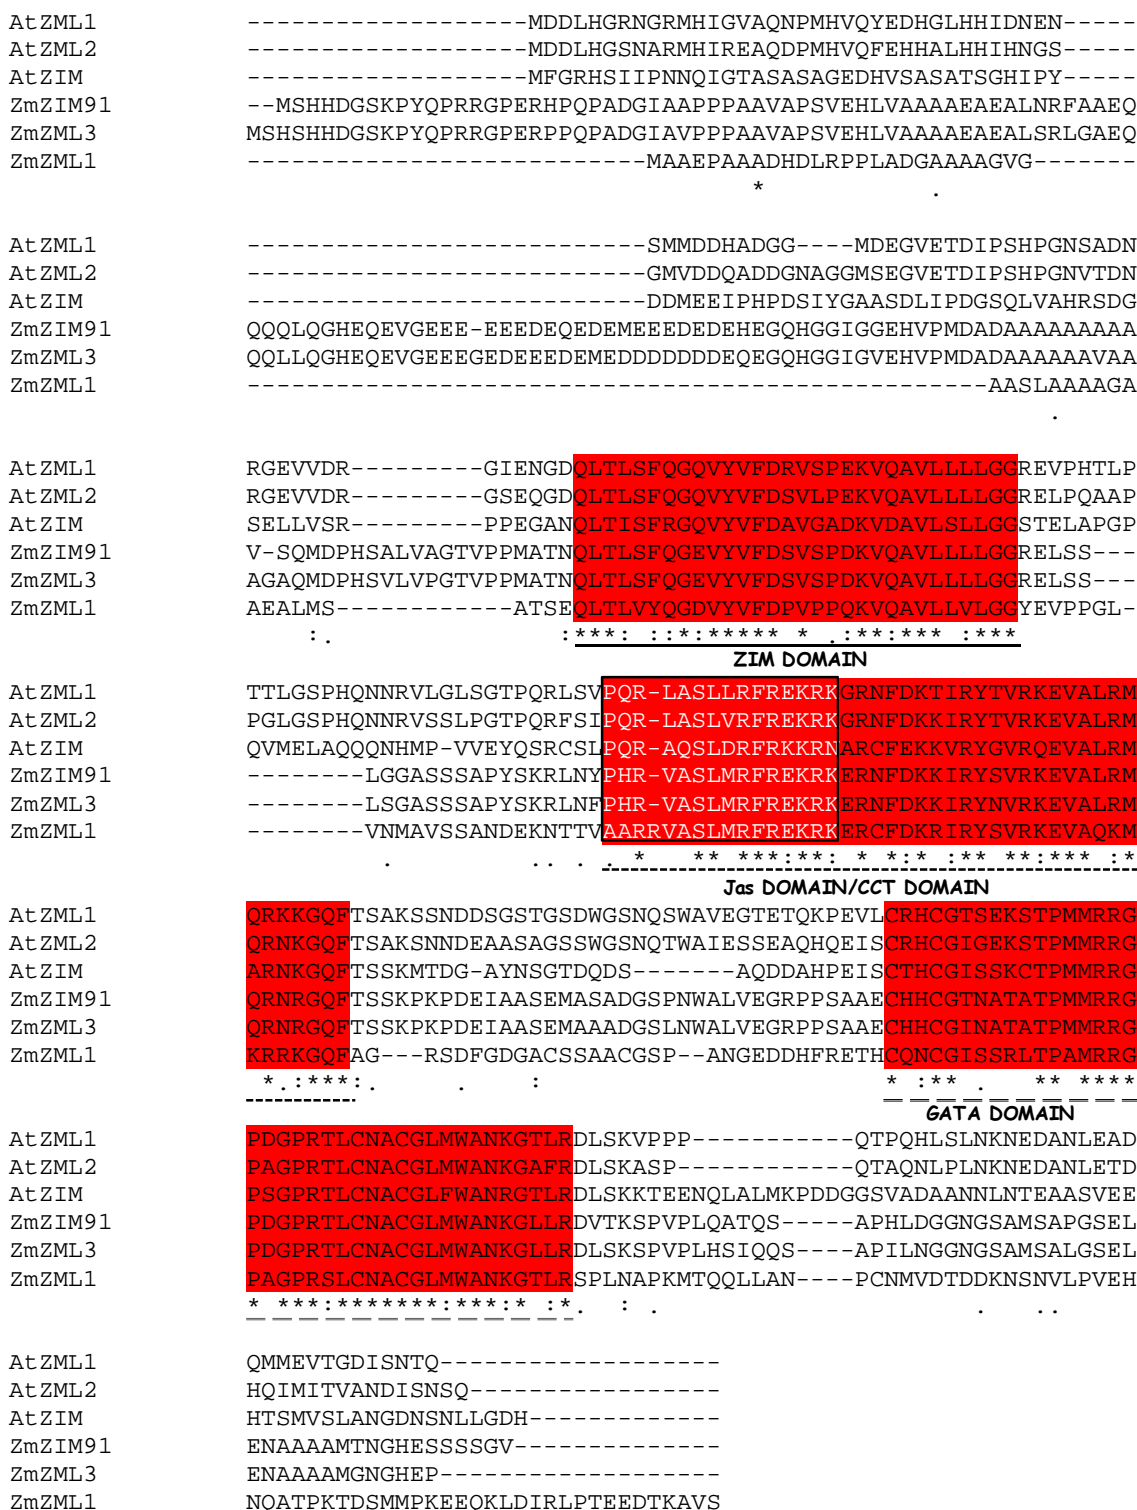 AtZML1 -------------------MDDLHGRNGRMHIGVAQNPMHVQYEDHGLHHIDNEN-----
AtZML2 -------------------MDDLHGSNARMHIREAQDPMHVQFEHHALHHIHNGS-----
AtZIM -------------------MFGRHSIIPNNQIGTASASAGEDHVSASATSGHIPY-----
ZmZIM91 --MSHHDGSKPYQPRRGPERHPQPADGIAAPPPAAVAPSVEHLVAAAAEAEALNRFAAEQ
ZmZML3 MSHSHHDGSKPYQPRRGPERPPQPADGIAVPPPAAVAPSVEHLVAAAAEAEALSRLGAEQ
ZmZML1 ---------------------------MAAEPAAADHDLRPPLADGAAAAGVG-------
* .
AtZML1 ---------------------------SMMDDHADGG----MDEGVETDIPSHPGNSADN
AtZML2 ---------------------------GMVDDQADDGNAGGMSEGVETDIPSHPGNVTDN
AtZIM ---------------------------DDMEEIPHPDSIYGAASDLIPDGSQLVAHRSDG
ZmZIM91 QQQLQGHEQEVGEEE-EEEDEQEDEMEEEDEDEHEGQHGGIGGEHVPMDADAAAAAAAAA
ZmZML3 QQLLQGHEQEVGEEEGEDEEEDEMEDDDDDDDEQEGQHGGIGVEHVPMDADAAAAAAVAA
ZmZML1 --------------------------------------------------AASLAAAAGA
.
AtZML1 RGEVVDR---------GIENGDQLTLSFQGQVYVFDRVSPEKVQAVLLLLGGREVPHTLP
AtZML2 RGEVVDR---------GSEQGDQLTLSFQGQVYVFDSVLPEKVQAVLLLLGGRELPQAAP
AtZIM SELLVSR---------PPEGANQLTISFRGQVYVFDAVGADKVDAVLSLLGGSTELAPGP
ZmZIM91 V-SQMDPHSALVAGTVPPMATNQLTLSFQGEVYVFDSVSPDKVQAVLLLLGGRELSS---
ZmZML3 AGAQMDPHSVLVPGTVPPMATNQLTLSFQGEVYVFDSVSPDKVQAVLLLLGGRELSS---
ZmZML1 AEALMS------------ATSEQLTLVYQGDVYVFDPVPPQKVQAVLLVLGGYEVPPGL-
:. :***: ::*:***** * .:**:*** :***
ZIM DOMAIN
AtZML1 TTLGSPHQNNRVLGLSGTPQRLSVPQR-LASLLRFREKRKGRNFDKTIRYTVRKEVALRM
AtZML2 PGLGSPHQNNRVSSLPGTPQRFSIPQR-LASLVRFREKRKGRNFDKKIRYTVRKEVALRM
AtZIM QVMELAQQQNHMP-VVEYQSRCSLPQR-AQSLDRFRKKRNARCFEKKVRYGVRQEVALRM
ZmZIM91 --------LGGASSSAPYSKRLNYPHR-VASLMRFREKRKERNFDKKIRYSVRKEVALRM
ZmZML3 --------LSGASSSAPYSKRLNFPHR-VASLMRFREKRKERNFDKKIRYNVRKEVALRM
ZmZML1 --------VNMAVSSANDEKNTTVAARRVASLMRFREKRKERCFDKRIRYSVRKEVAQKM
. .. . . * ** ***:**: * *:* :** **:*** :*
Jas DOMAIN/CCT DOMAIN
AtZML1 QRKKGQFTSAKSSNDDSGSTGSDWGSNQSWAVEGTETQKPEVLCRHCGTSEKSTPMMRRG
AtZML2 QRNKGQFTSAKSNNDEAASAGSSWGSNQTWAIESSEAQHQEISCRHCGIGEKSTPMMRRG
AtZIM ARNKGQFTSSKMTDG-AYNSGTDQDS-------AQDDAHPEISCTHCGISSKCTPMMRRG
ZmZIM91 QRNRGQFTSSKPKPDEIAASEMASADGSPNWALVEGRPPSAAECHHCGTNATATPMMRRG
ZmZML3 QRNRGQFTSSKPKPDEIAASEMAAADGSLNWALVEGRPPSAAECHHCGINATATPMMRRG
ZmZML1 KRRKGQFAG---RSDFGDGACSSAACGSP--ANGEDDHFRETHCQNCGISSRLTPAMRRG
*.:***:. . : * :** . ** ****
GATA DOMAIN
AtZML1 PDGPRTLCNACGLMWANKGTLRDLSKVPPP-----------QTPQHLSLNKNEDANLEAD
AtZML2 PAGPRTLCNACGLMWANKGAFRDLSKASP------------QTAQNLPLNKNEDANLETD
AtZIM PSGPRTLCNACGLFWANRGTLRDLSKKTEENQLALMKPDDGGSVADAANNLNTEAASVEE
ZmZIM91 PDGPRTLCNACGLMWANKGLLRDVTKSPVPLQATQS-----APHLDGGNGSAMSAPGSEL
ZmZML3 PDGPRTLCNACGLMWANKGLLRDLSKSPVPLHSIQQS----APILNGGNGSAMSALGSEL
ZmZML1 PAGPRSLCNACGLMWANKGTLRSPLNAPKMTQQLLAN----PCNMVDTDDKNSNVLPVEH
* ***:*******:***:* :*. : . . ..
AtZML1 QMMEVTGDISNTQ-------------------
AtZML2 HQIMITVANDISNSQ-----------------
AtZIM HTSMVSLANGDNSNLLGDH-------------
ZmZIM91 ENAAAAMTNGHESSSSGV--------------
ZmZML3 ENAAAAMGNGHEP-------------------
ZmZML1 NQATPKTDSMMPKEEQKLDIRLPTEEDTKAVS